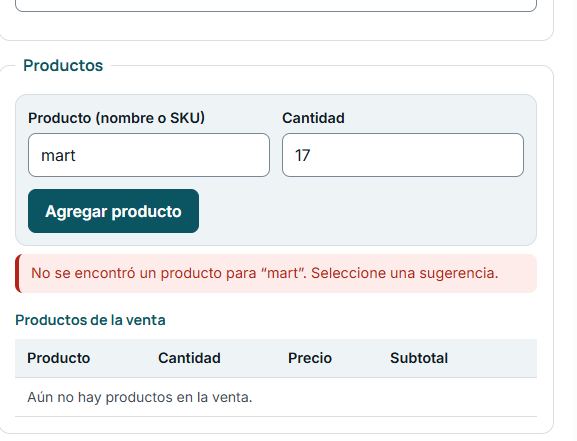 Productos
Producto (nombre o SKU) Cantidad
mart 17
Agregar producto
No se encontró un producto para “mart”. Seleccione una sugerencia.
Productos de la venta
Producto Cantidad Precio Subtotal
Aún no hay productos en la venta.